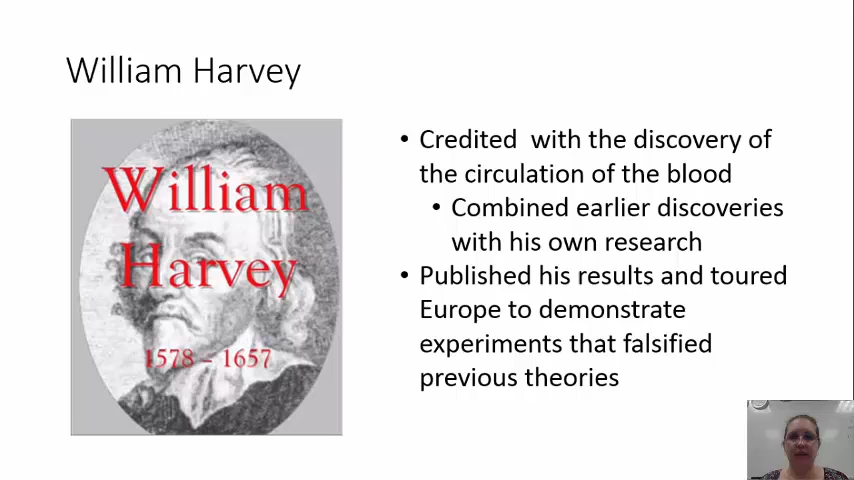 William Harvey
William
Harvey
1578 - 1657
• Credited with the discovery of
the circulation of the blood
• Combined earlier discoveries
with his own research
• Published his results and toured
Europe to demonstrate
experiments that falsified
previous theories